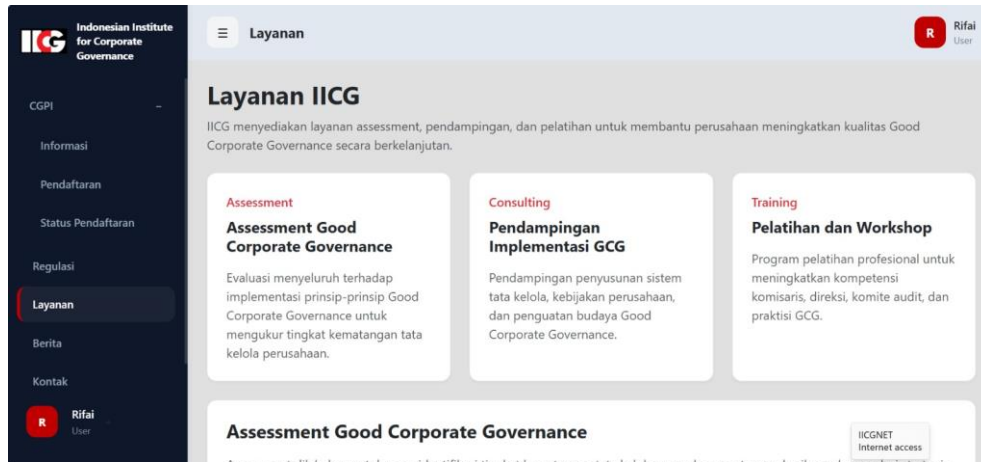 IICG
Indonesian Institute
for Corporate
Governance
CGPI
Informasi
Pendaftaran
Status Pendaftaran
Regulasi
Layanan
Berita
Kontak
R
Rifai
User
☰ Layanan
R
Rifai
User
Layanan IICG
IICG menyediakan layanan assessment, pendampingan, dan pelatihan untuk membantu perusahaan meningkatkan kualitas Good
Corporate Governance secara berkelanjutan.
Assessment
Assessment Good
Corporate Governance
Evaluasi menyeluruh terhadap
implementasi prinsip-prinsip Good
Corporate Governance untuk
mengukur tingkat kematangan tata
kelola perusahaan.
Consulting
Pendampingan
Implementasi GCG
Pendampingan penyusunan sistem
tata kelola, kebijakan perusahaan,
dan penguatan budaya Good
Corporate Governance.
Training
Pelatihan dan Workshop
Program pelatihan profesional untuk
meningkatkan kompetensi
komisaris, direksi, komite audit, dan
praktisi GCG.
Assessment Good Corporate Governance
IICGNET
Internet access